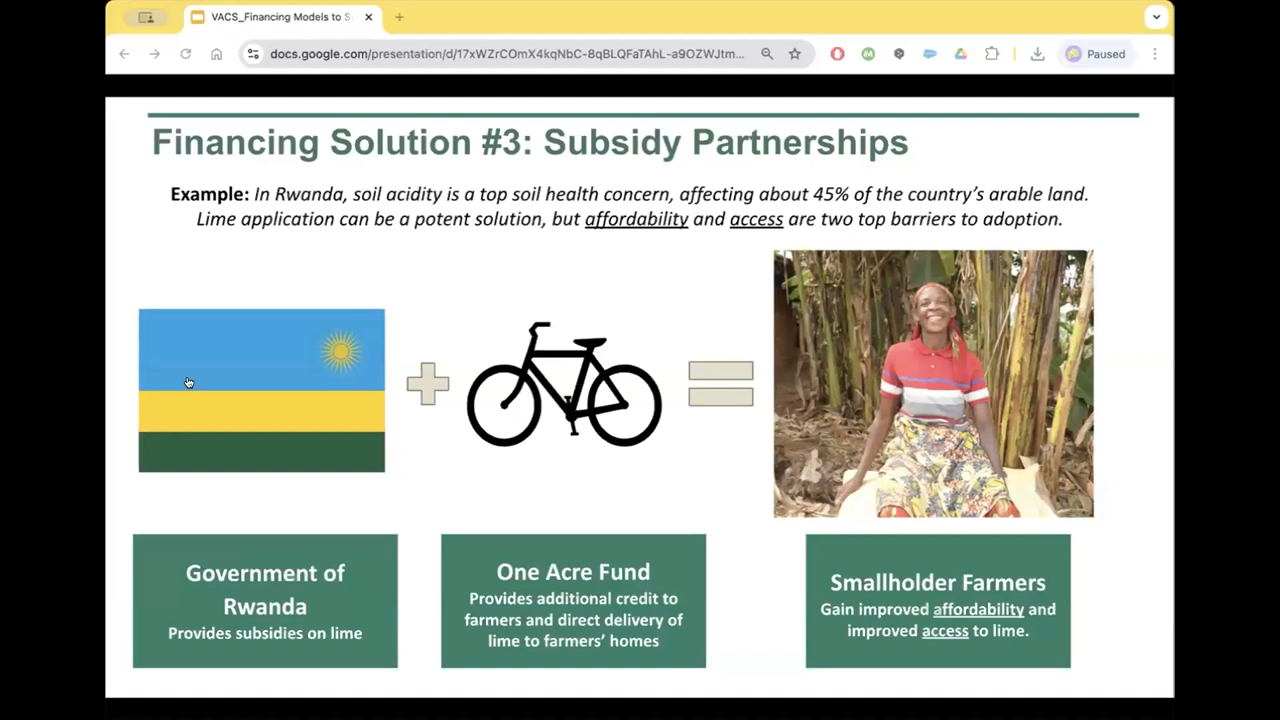 VACS_Financing Models to S
docs.google.com/presentation/d/17xWZrCOmX4kqNbC-8qBLQFaTAhL-a9OZWJtm...
Paused
Financing Solution #3: Subsidy Partnerships
Example: In Rwanda, soil acidity is a top soil health concern, affecting about 45% of the country's arable land.
Lime application can be a potent solution, but affordability and access are two top barriers to adoption.
Government of
Rwanda
Provides subsidies on lime
One Acre Fund
Provides additional credit to
farmers and direct delivery of
lime to farmers' homes
Smallholder Farmers
Gain improved affordability and
improved access to lime.